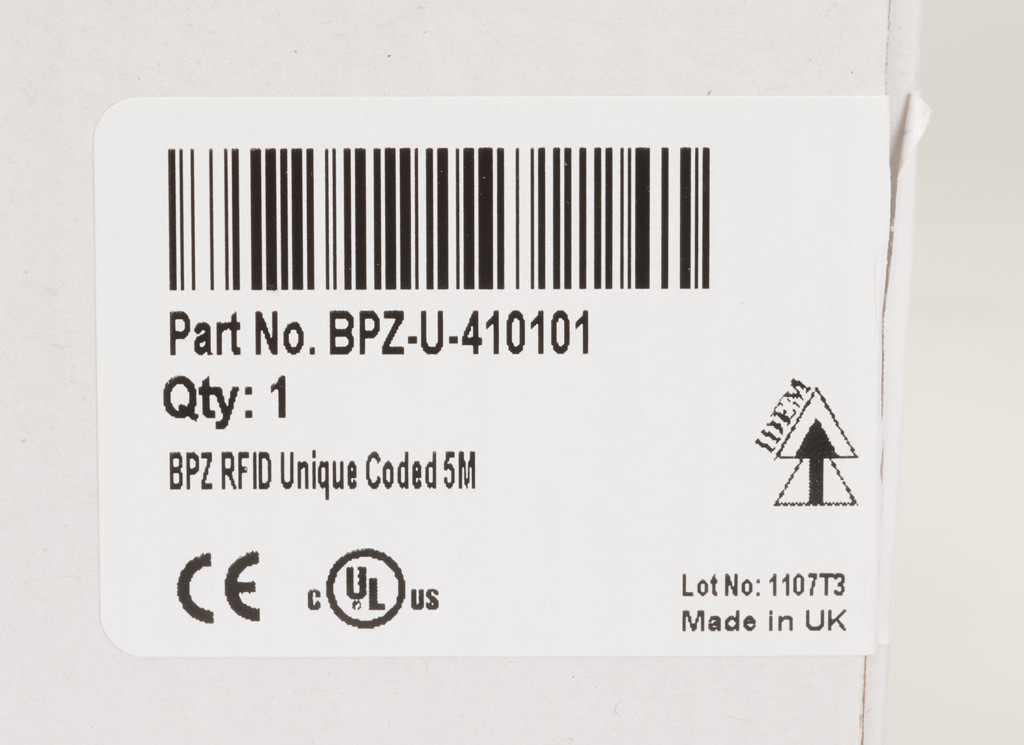 Part No. BPZ-U-410101
Qty: 1
BPZ RFID Unique Coded 5M
IDEM
CE
C UL US
Lot No: 1107T3
Made in UK